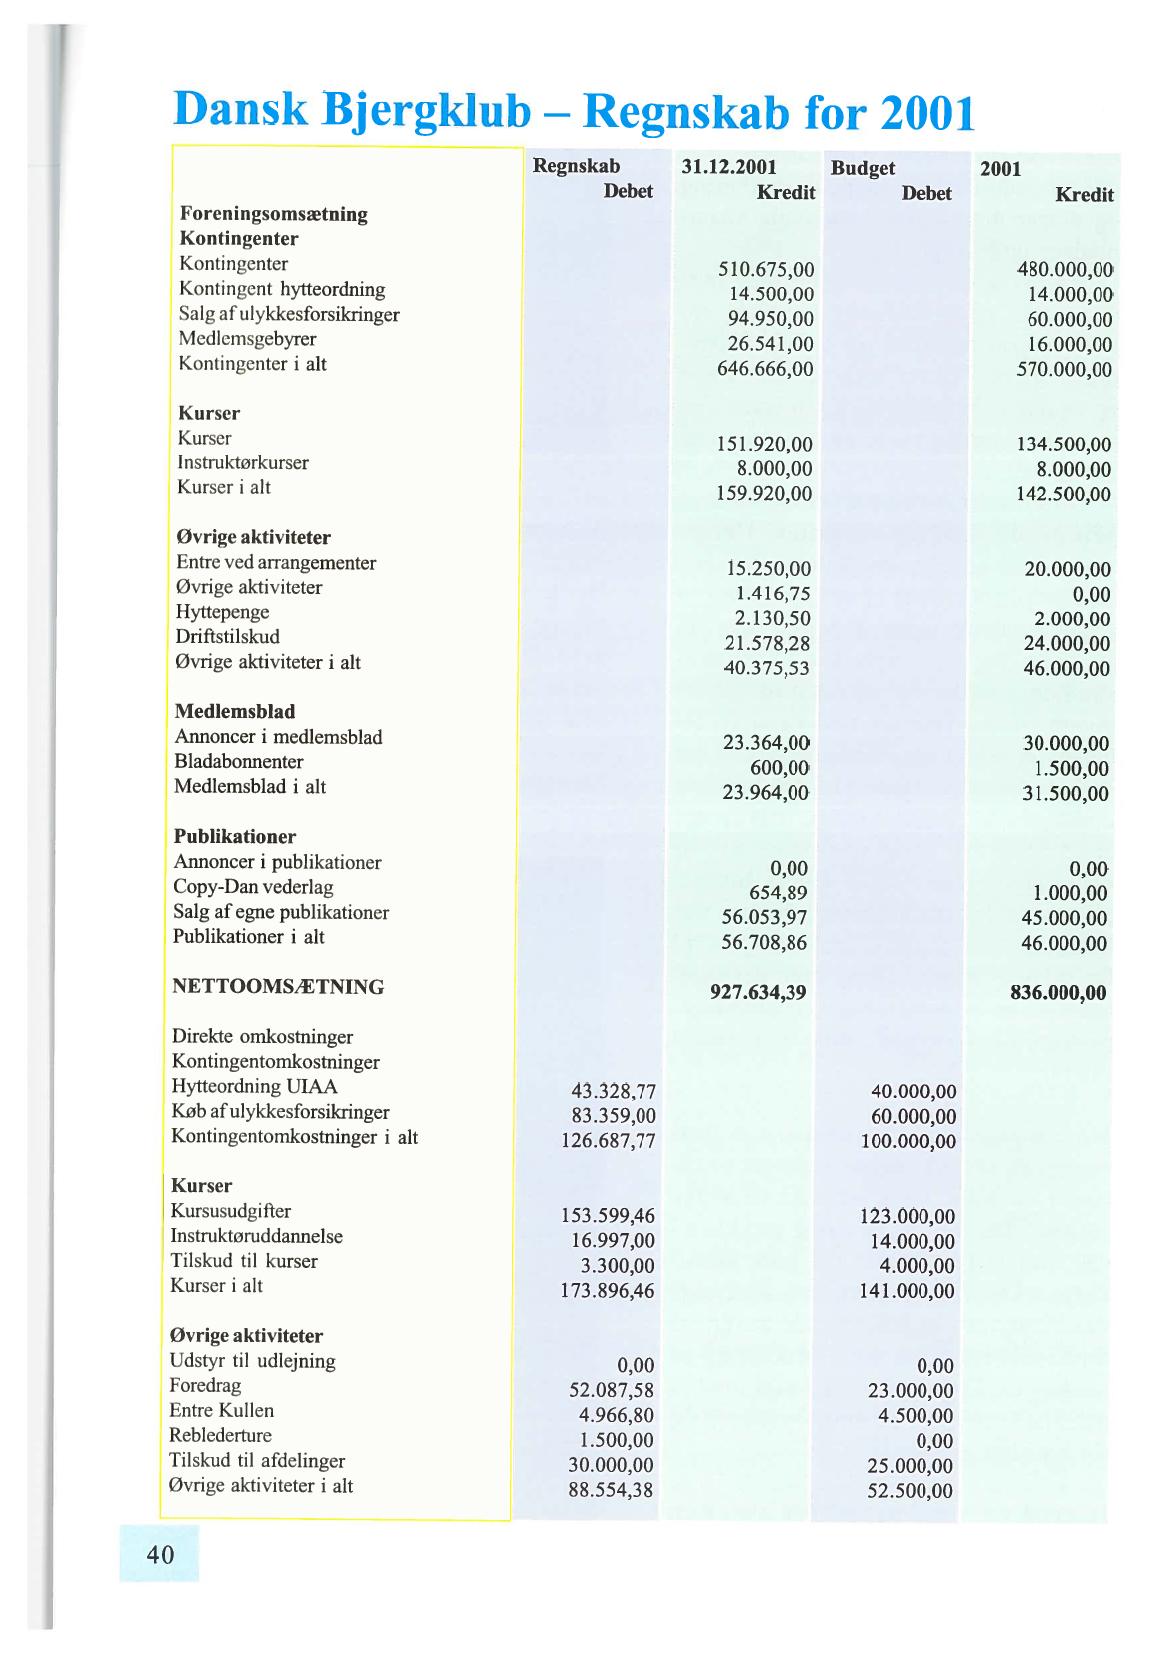 Dansk Bjergklub – Regnskab for 2001
Regnskab 31.12.2001 Budget 2001
Debet Kredit Debet Kredit
Foreningsomsætning
Kontingenter
Kontingenter 510.675,00 480.000,00
Kontingent hytteordning 14.500,00 14.000,00
Salg af ulykkesforsikringer 94.950,00 60.000,00
Medlemsgebyrer 26.541,00 16.000,00
Kontingenter i alt 646.666,00 570.000,00
Kurser
Kurser 151.920,00 134.500,00
Instruktørkurser 8.000,00 8.000,00
Kurser i alt 159.920,00 142.500,00
Øvrige aktiviteter
Entre ved arrangementer 15.250,00 20.000,00
Øvrige aktiviteter 1.416,75 0,00
Hyttepenge 2.130,50 2.000,00
Driftstilskud 21.578,28 24.000,00
Øvrige aktiviteter i alt 40.375,53 46.000,00
Medlemsblad
Annoncer i medlemsblad 23.364,00 30.000,00
Bladabonnenter 600,00 1.500,00
Medlemsblad i alt 23.964,00 31.500,00
Publikationer
Annoncer i publikationer 0,00 0,00
Copy-Dan vederlag 654,89 1.000,00
Salg af egne publikationer 56.053,97 45.000,00
Publikationer i alt 56.708,86 46.000,00
NETTOOMSÆTNING 927.634,39 836.000,00
Direkte omkostninger
Kontingentomkostninger
Hytteordning UIAA 43.328,77 40.000,00
Køb af ulykkesforsikringer 83.359,00 60.000,00
Kontingentomkostninger i alt 126.687,77 100.000,00
Kurser
Kursusudgifter 153.599,46 123.000,00
Instruktøruddannelse 16.997,00 14.000,00
Tilskud til kurser 3.300,00 4.000,00
Kurser i alt 173.896,46 141.000,00
Øvrige aktiviteter
Udstyr til udlejning 0,00 0,00
Foredrag 52.087,58 23.000,00
Entre Kullen 4.966,80 4.500,00
Reblederture 1.500,00 0,00
Tilskud til afdelinger 30.000,00 25.000,00
Øvrige aktiviteter i alt 88.554,38 52.500,00
40